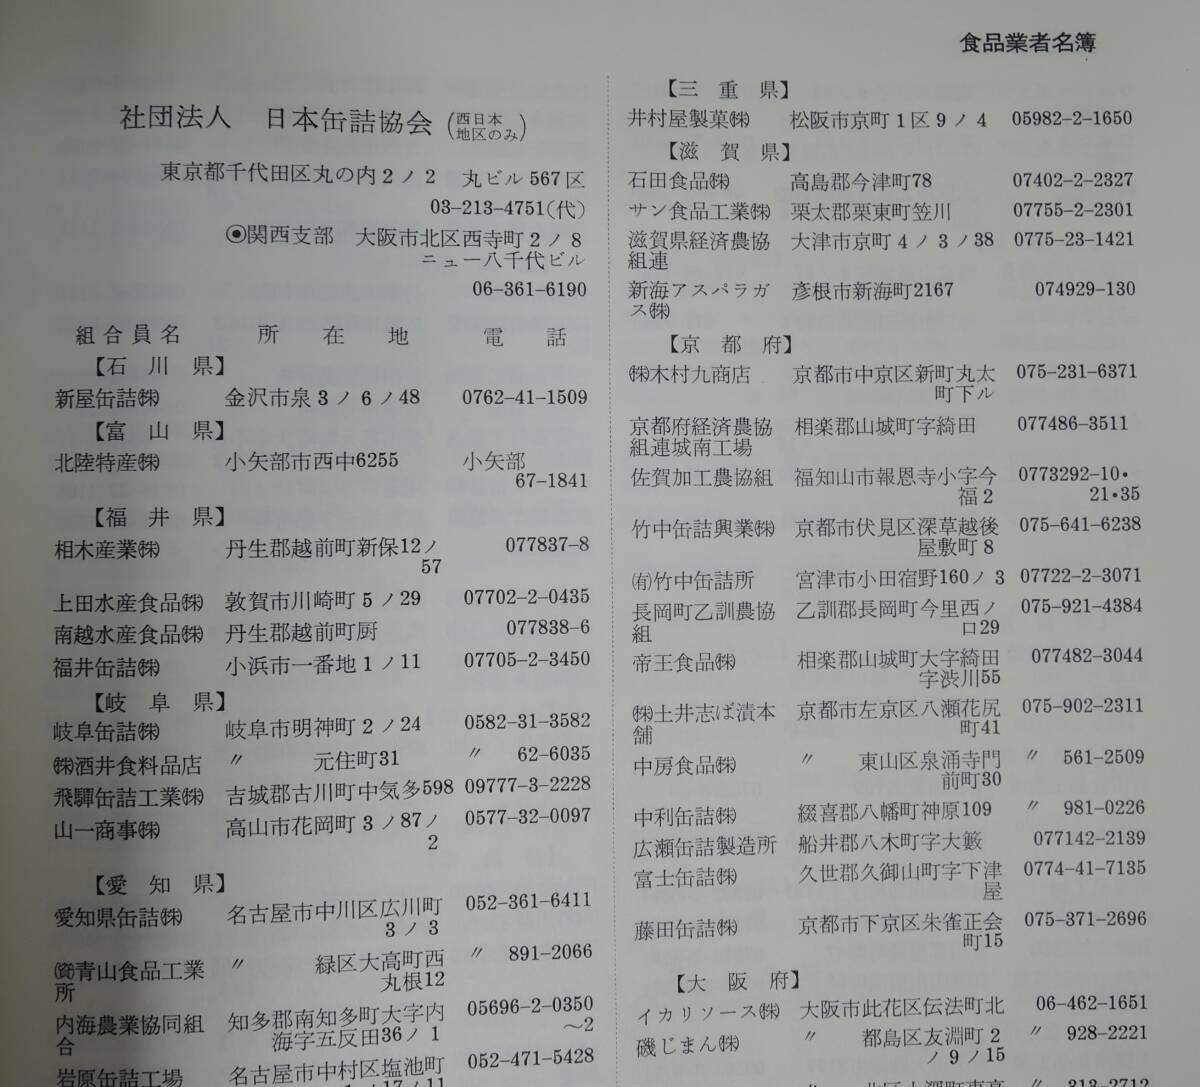 食品業者名簿
社団法人　日本缶詰協会(西日本地区のみ)
東京都千代田区丸の内2ノ2　丸ビル567区
03-213-4751(代)
◉関西支部　大阪市北区西寺町2ノ8
ニュー八千代ビル
06-361-6190
組合員名　所在地　電話
【石川県】
新屋缶詰㈱　金沢市泉3ノ6ノ48　0762-41-1509
【富山県】
北陸特産㈱　小矢部市西中6255　小矢部
67-1841
【福井県】
相木産業㈱　丹生郡越前町新保12ノ　077837-8
57
上田水産食品㈱　敦賀市川崎町5ノ29　07702-2-0435
南越水産食品㈱　丹生郡越前町厨　077838-6
福井缶詰㈱　小浜市一番地1ノ11　07705-2-3450
【岐阜県】
岐阜缶詰㈱　岐阜市明神町2ノ24　0582-31-3582
㈱酒井食料品店　〃　元住町31　〃　62-6035
飛騨缶詰工業㈱　吉城郡古川町中気多598　09777-3-2228
山一商事㈱　高山市花岡町3ノ87ノ　0577-32-0097
2
【愛知県】
愛知県缶詰㈱　名古屋市中川区広川町　052-361-6411
3ノ3
㈾青山食品工業　〃　緑区大高町西　〃　891-2066
所　丸根12
内海農業協同組　知多郡南知多町大字内　05696-2-0350
合　海字五反田36ノ1　～2
岩原缶詰工場　名古屋市中村区塩池町　052-471-5428
1ノ17ノ11
【三重県】
井村屋製菓㈱　松阪市京町1区9ノ4　05982-2-1650
【滋賀県】
石田食品㈱　高島郡今津町78　07402-2-2327
サン食品工業㈱　栗太郡栗東町笠川　07755-2-2301
滋賀県経済農協　大津市京町4ノ3ノ38　0775-23-1421
組連
新海アスパラガ　彦根市新海町2167　074929-130
ス㈱
【京都府】
㈱木村九商店　京都市中京区新町丸太　075-231-6371
町下ル
京都府経済農協　相楽郡山城町字綺田　077486-3511
組連城南工場
佐賀加工農協組　福知山市報恩寺小字今　0773292-10・
福2　21・35
竹中缶詰興業㈱　京都市伏見区深草越後　075-641-6238
屋敷町8
㈲竹中缶詰所　宮津市小田宿野160ノ3　07722-2-3071
長岡町乙訓農協　乙訓郡長岡町今里西ノ　075-921-4384
組　口29
帝王食品㈱　相楽郡山城町大字綺田　077482-3044
字渋川55
㈱土井志ば漬本　京都市左京区八瀬花尻　075-902-2311
舗　町41
中房食品㈱　〃　東山区泉涌寺門　〃　561-2509
前町30
中利缶詰㈱　綴喜郡八幡町神原109　〃　981-0226
広瀬缶詰製造所　船井郡八木町字大籔　077142-2139
富士缶詰㈱　久世郡久御山町字下津　0774-41-7135
屋
藤田缶詰㈱　京都市下京区朱雀正会　075-371-2696
町15
【大阪府】
イカリソース㈱　大阪市此花区伝法町北　06-462-1651
磯じまん㈱　〃　都島区友淵町2　〃　928-2221
ノ9ノ15
〃　〃　313-2712